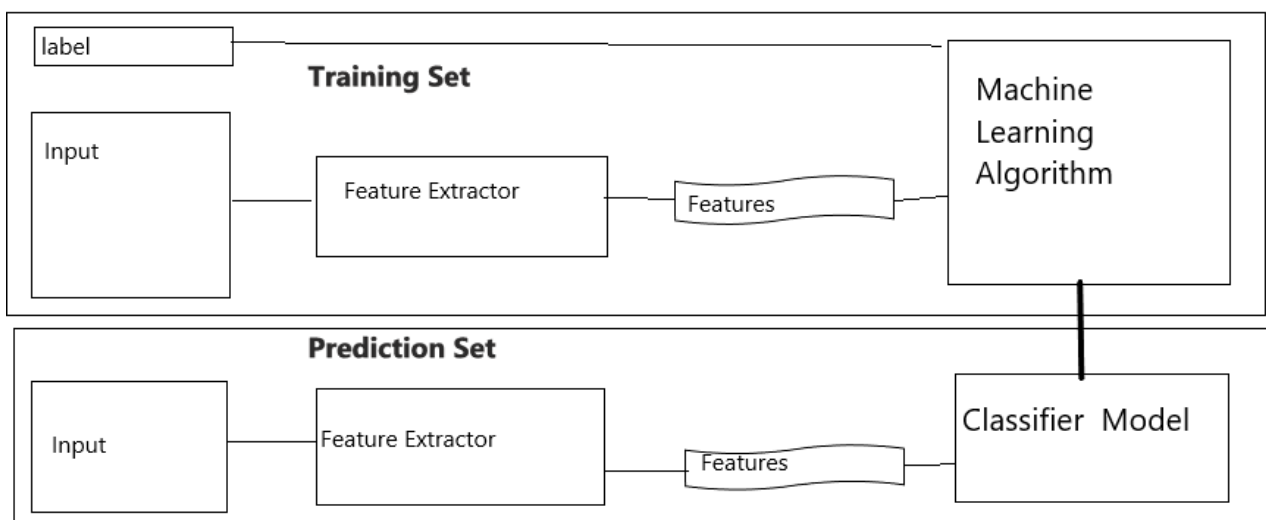 label
Training Set
Machine
Learning
Algorithm
Input
Feature Extractor
Features
Prediction Set
Input
Feature Extractor
Features
Classifier Model